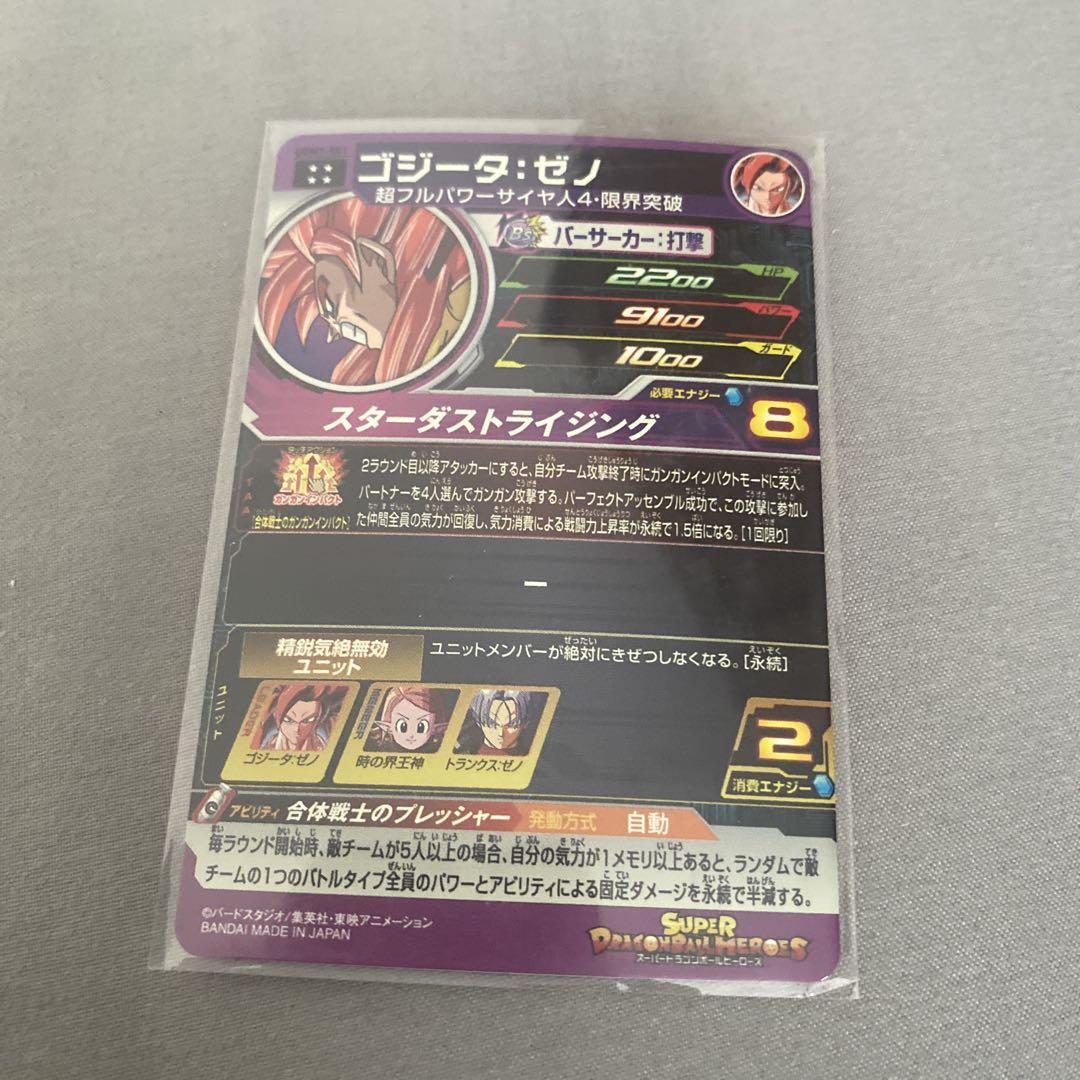 ゴジータ：ゼノ
超フルパワーサイヤ人4・限界突破
Bs バーサーカー：打撃
2200 HP
9100 パワー
1000 ガード
必要エナジー 8
スターダストライジング
ガンガンインパクト
[合体戦士のガンガンインパクト]
2ラウンド目以降アタッカーにすると、自分チーム攻撃終了時にガンガンインパクトモードに突入。
パートナーを4人選んでガンガン攻撃する。パーフェクトアッセンブル成功で、この攻撃に参加し
た仲間全員の気力が回復し、気力消費による戦闘力上昇率が永続で1.5倍になる。[1回限り]
ー
ユニット
精鋭気絶無効
ユニット
ユニットメンバーが絶対にきぜつしなくなる。[永続]
LEADER
ゴジータ：ゼノ
時の界王神
トランクス：ゼノ
2
消費エナジー
アビリティ 合体戦士のプレッシャー 発動方式 自動
毎ラウンド開始時、敵チームが5人以上の場合、自分の気力が1メモリ以上あると、ランダムで敵
チームの1つのバトルタイプ全員のパワーとアビリティによる固定ダメージを永続で半減する。
©バードスタジオ/集英社・東映アニメーション
BANDAI MADE IN JAPAN
SUPER
DRAGONBALL HEROES
スーパードラゴンボールヒーローズ